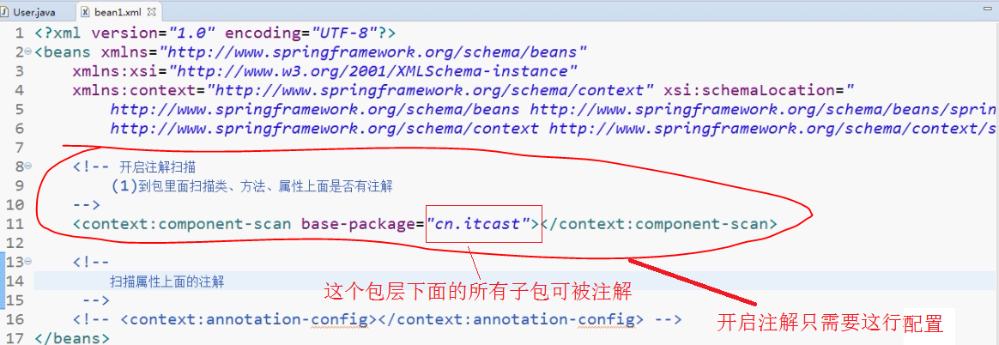 User.java bean1.xml
1 <?xml version="1.0" encoding="UTF-8"?>
2 <beans xmlns="http://www.springframework.org/schema/beans"
3 xmlns:xsi="http://www.w3.org/2001/XMLSchema-instance"
4 xmlns:context="http://www.springframework.org/schema/context" xsi:schemaLocation="
5 http://www.springframework.org/schema/beans http://www.springframework.org/schema/beans/sprin
6 http://www.springframework.org/schema/context http://www.springframework.org/schema/context/s
7
8 <!-- 开启注解扫描
9 (1)到包里面扫描类、方法、属性上面是否有注解
10 -->
11 <context:component-scan base-package="cn.itcast"></context:component-scan>
12
13 <!--
14 扫描属性上面的注解
15 -->
这个包层下面的所有子包可被注解
16 <!-- <context:annotation-config></context:annotation-config> -->
开启注解只需要这行配置
17 </beans>